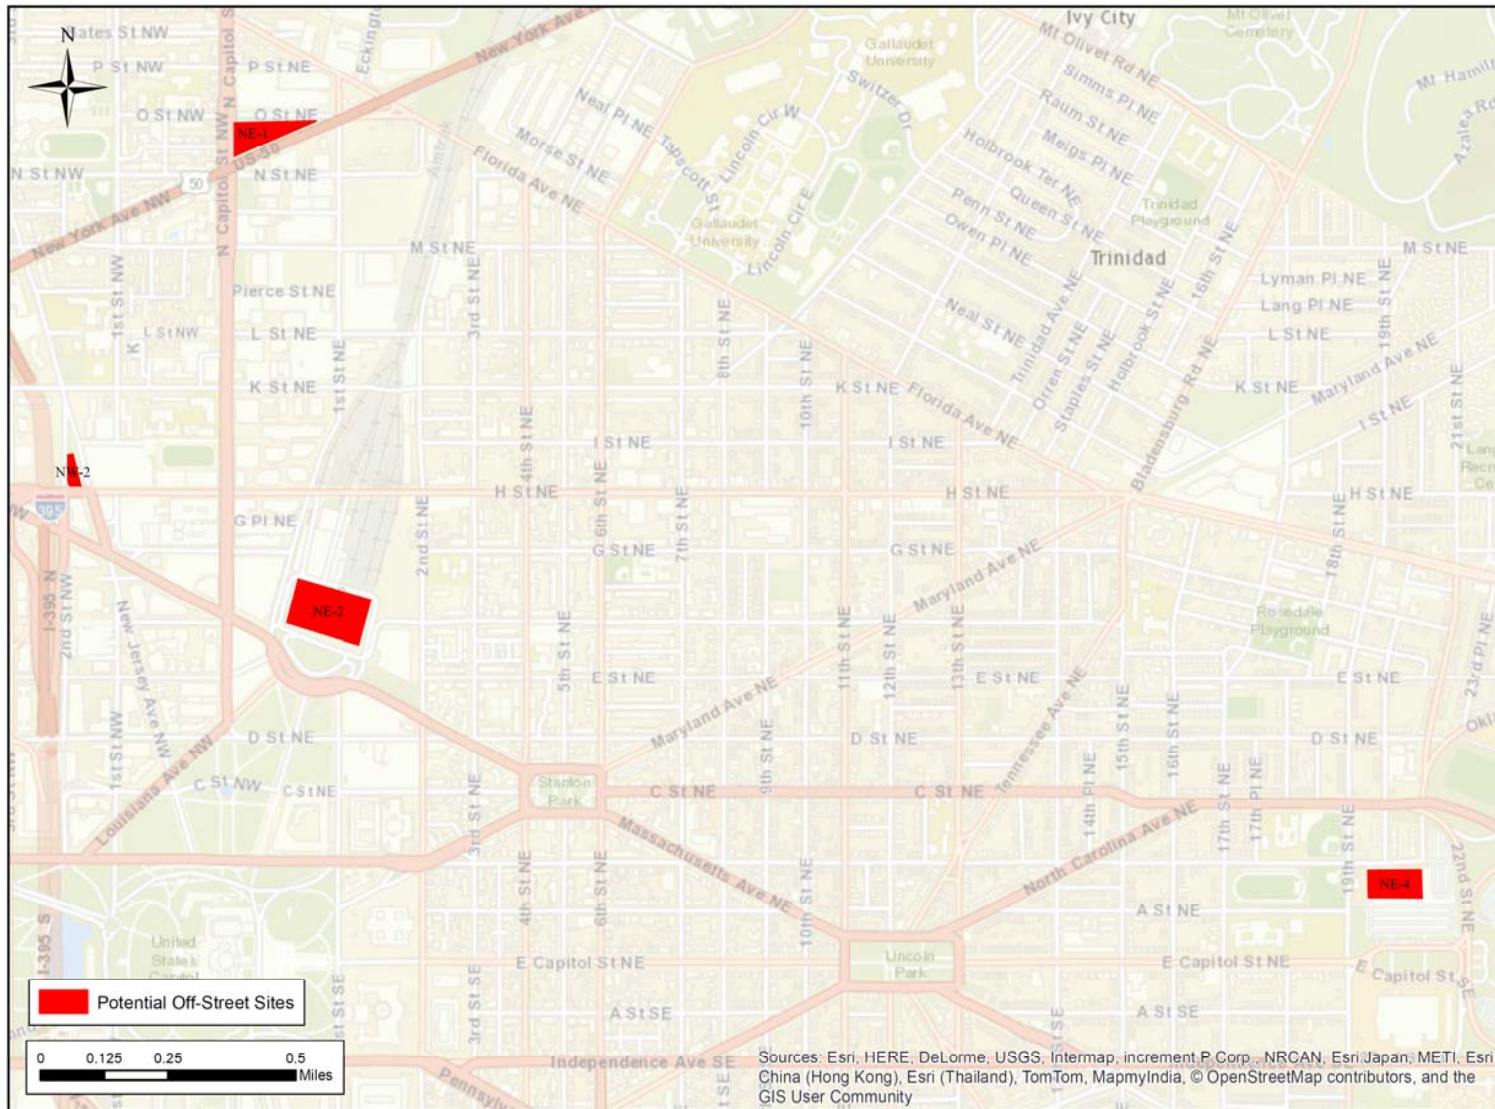 N
Gates St NW
P St NW
P St NE
O St NW
O St NE
N St NW
N St NE
N Capitol St NW
N Capitol S
Eckington
New York Ave N
New York Ave NW
US-50
50
NE-1
Ivy City
Mt Olivet
Cemetery
Mt Olivet Rd NE
Mt Hamil
Azalea Rd
Gallaudet
University
Switzer Dr
Lincoln Cir W
Lincoln Cir E
Gallaudet
University
Neal Pl NE
Tapscott St
Morse St NE
Florida Ave NE
Amtrak
Simms Pl NE
Raum St NE
Meigs Pl NE
Holbrook Ter NE
Queen St NE
Penn St NE
Owen Pl NE
Trinidad
Playground
Trinidad
16th St NE
M St NE
M St NE
Pierce St NE
L St NW
L St NE
K
K St NE
1st St NW
1st St NE
3rd St NE
8th St NE
10th St NE
K St NE
Florida Ave NE
Neal St NE
Trinidad Ave NE
Orren St NE
Staples St NE
Holbrook St NE
Bladensburg Rd NE
Lyman Pl NE
Lang Pl NE
L St NE
19th St NE
K St NE
Maryland Ave NE
I St NE
21st St NE
I St NE
I St NE
4th St NE
6th St NE
NW-2
395
H St NE
H St NE
H St NE
G Pl NE
2nd St NE
G St NE
7th St NE
G St NE
Maryland Ave NE
18th St NE
NE-2
I-395 N
2nd St NW
New Jersey Ave NW
11th St NE
12th St NE
13th St NE
Rosedale
Playground
23rd Pl NE
5th St NE
E St NE
E St NE
E St NE
Maryland Ave NE
Tennessee Ave NE
15th St NE
16th St NE
1st St NW
Louisiana Ave NW
D St NE
9th St NE
D St NE
D St NE
C St NW
C St NE
3rd St NE
Stanton
Park
C St NE
C St NE
14th Pl NE
17th St NE
17th Pl NE
Massachusetts Ave NE
North Carolina Ave NE
19th St NE
22nd St NE
NE-4
4th St NE
6th St NE
10th St NE
A St NE
I-395 S
United
States
Capitol
E Capitol St NE
Lincoln
Park
E Capitol St NE
E Capitol St SE
3rd St SE
A St SE
A St SE
Independence Ave SE
Potential Off-Street Sites
0 0.125 0.25 0.5
Miles
Sources: Esri, HERE, DeLorme, USGS, Intermap, increment P Corp., NRCAN, Esri Japan, METI, Esri
China (Hong Kong), Esri (Thailand), TomTom, MapmyIndia, © OpenStreetMap contributors, and the
GIS User Community